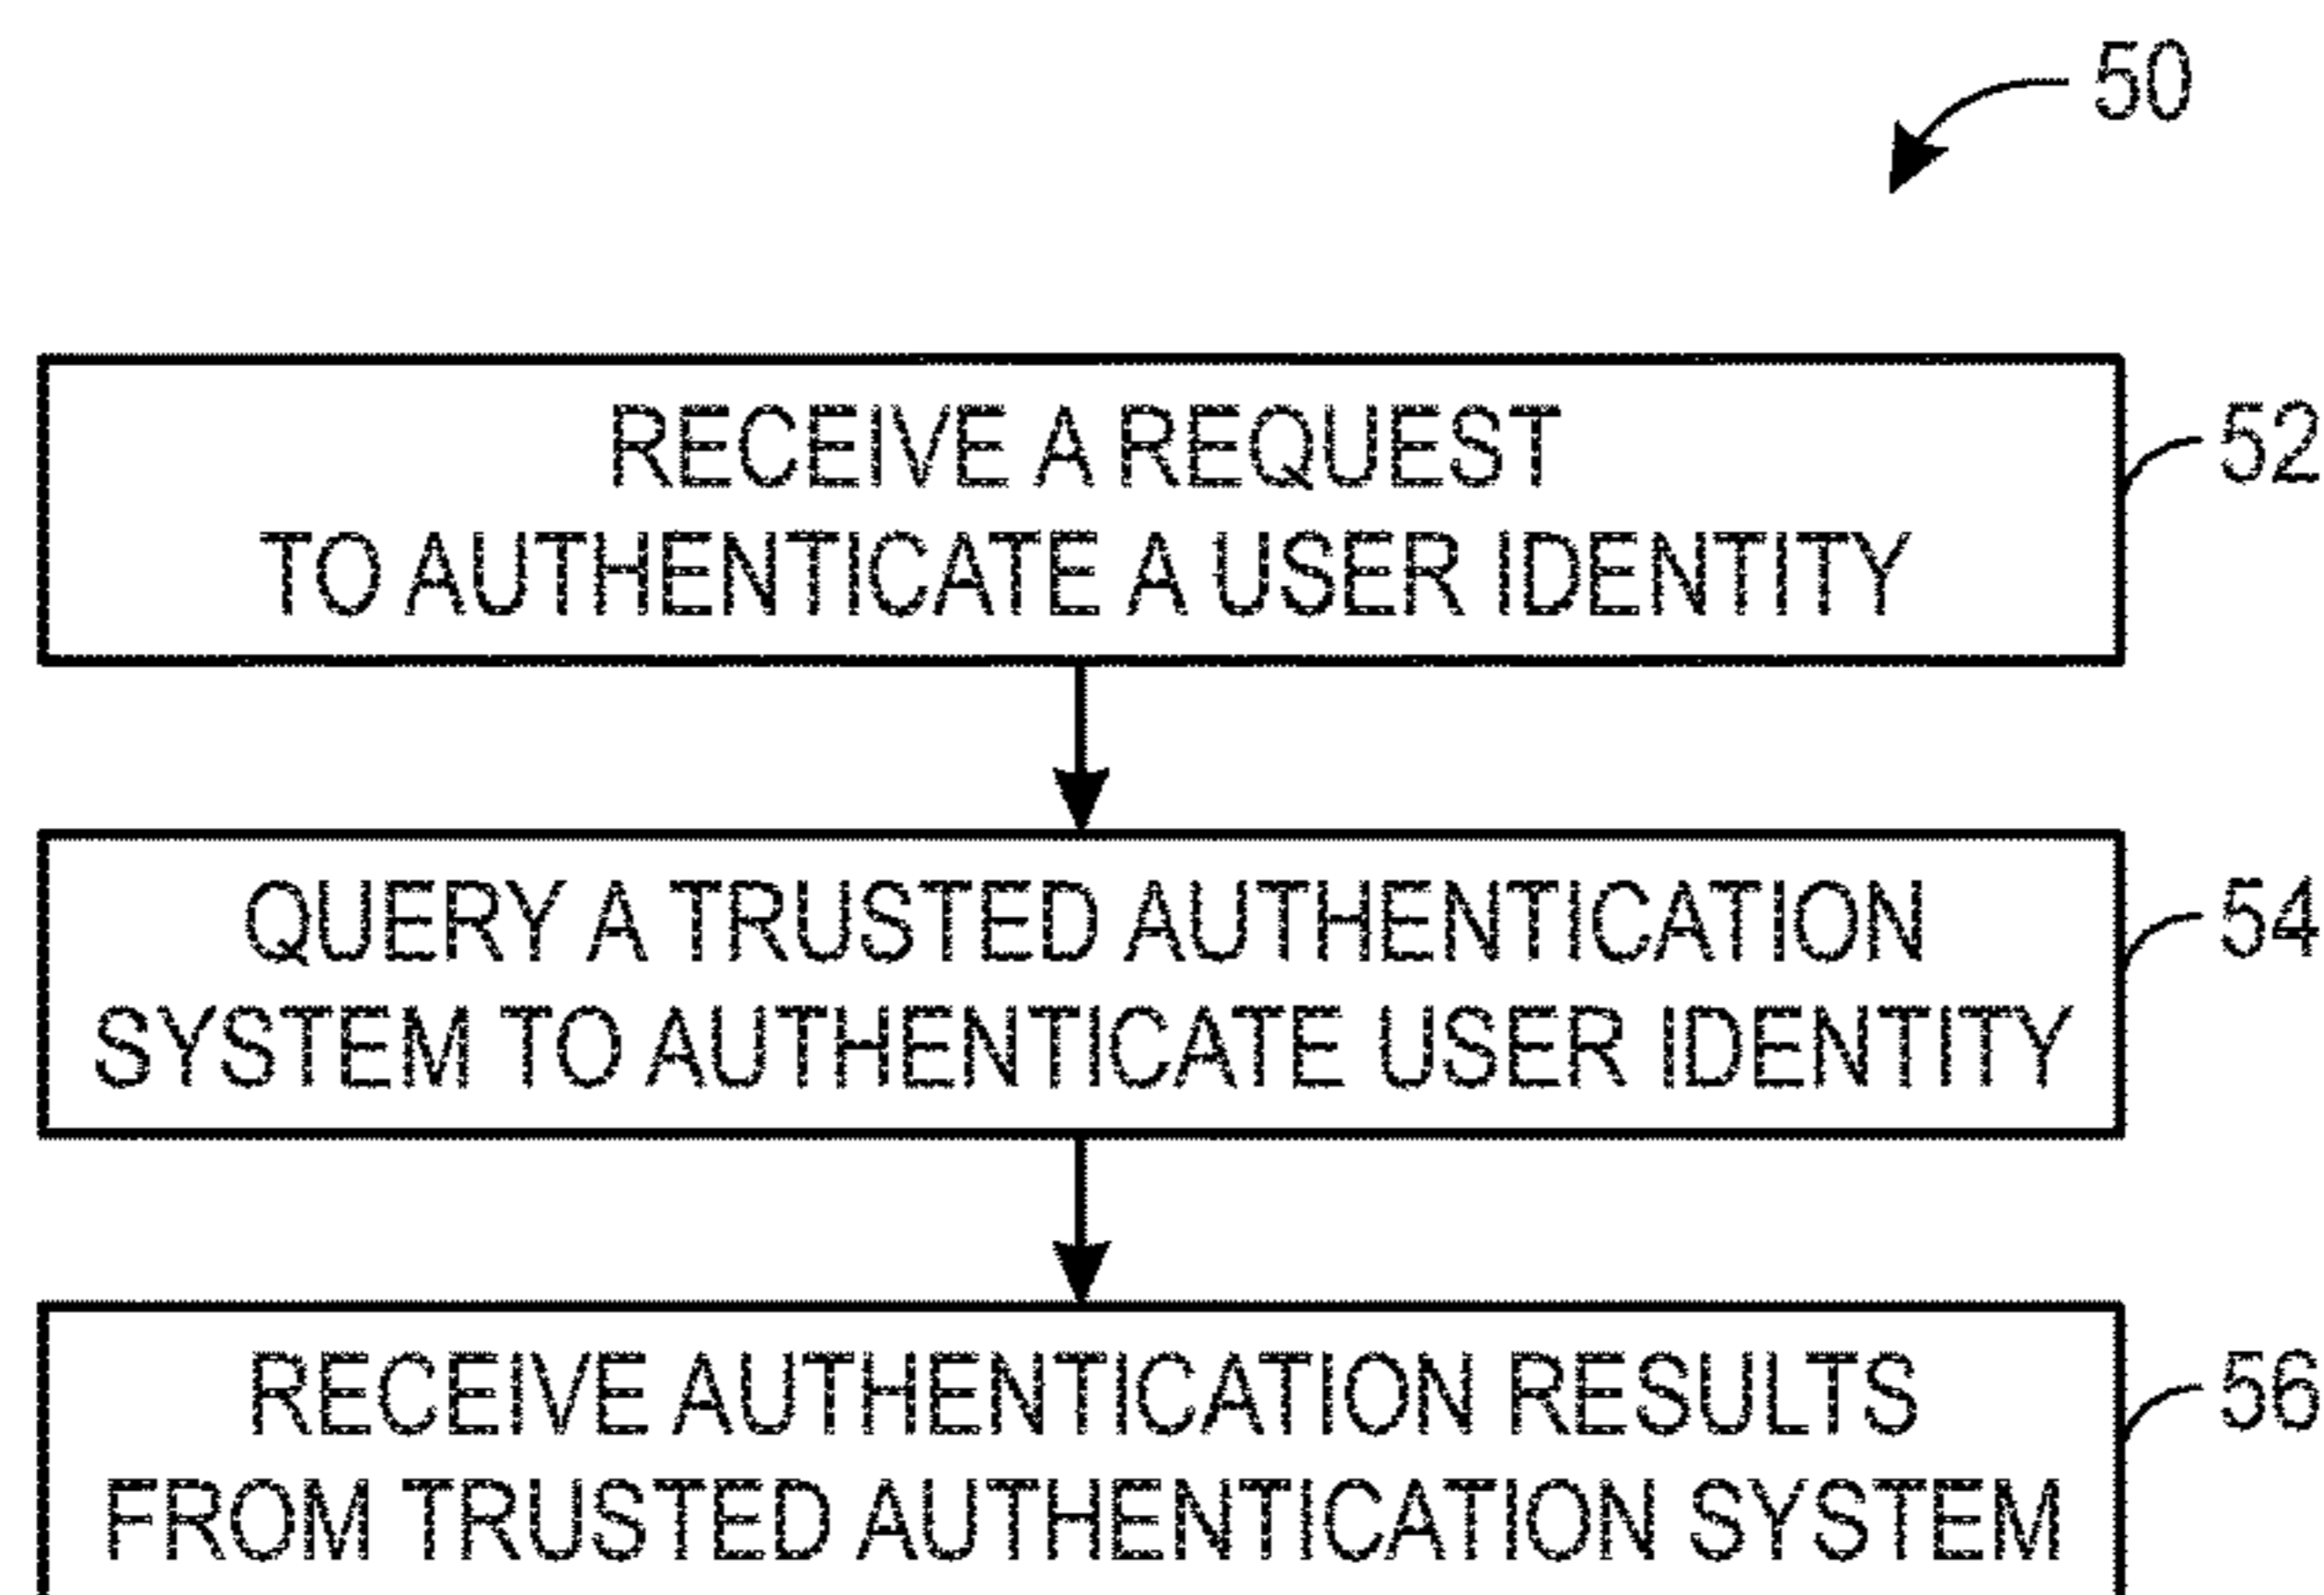 50
RECEIVE A REQUEST
TO AUTHENTICATE A USER IDENTITY
52
QUERY A TRUSTED AUTHENTICATION
SYSTEM TO AUTHENTICATE USER IDENTITY
54
RECEIVE AUTHENTICATION RESULTS
FROM TRUSTED AUTHENTICATION SYSTEM
56